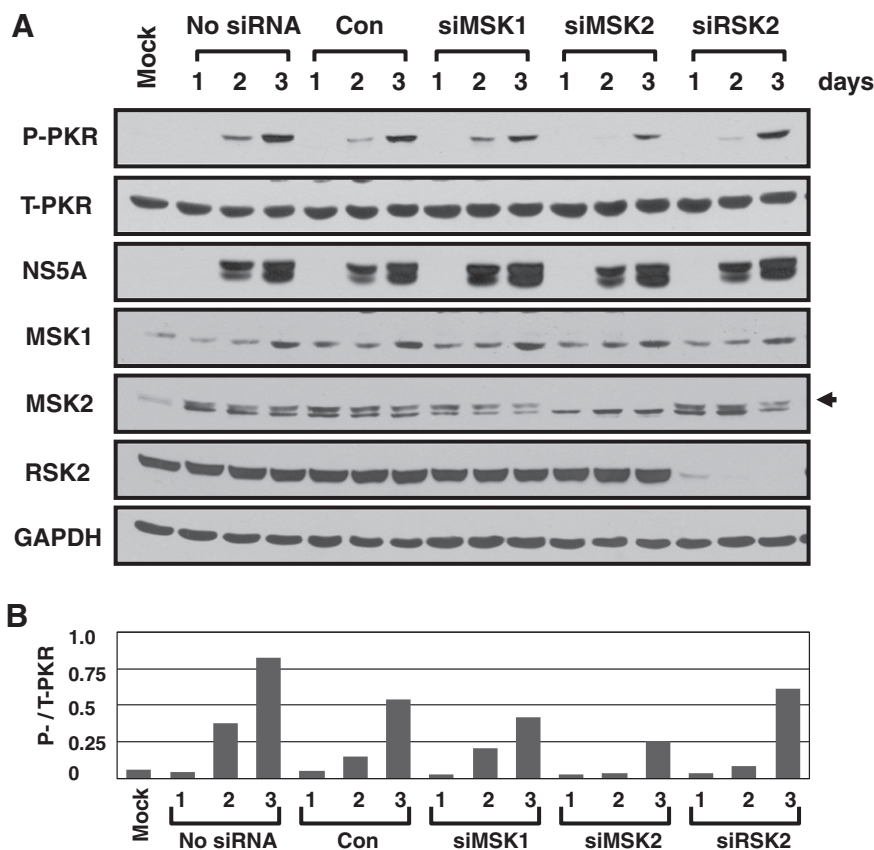 A
Mock
No siRNA Con siMSK1 siMSK2 siRSK2
1 2 3 1 2 3 1 2 3 1 2 3 1 2 3 days
P-PKR
T-PKR
NS5A
MSK1
MSK2
RSK2
GAPDH
B
P- / T-PKR
1.0
0.75
0.5
0.25
0
Mock
1 2 3 1 2 3 1 2 3 1 2 3 1 2 3
No siRNA Con siMSK1 siMSK2 siRSK2